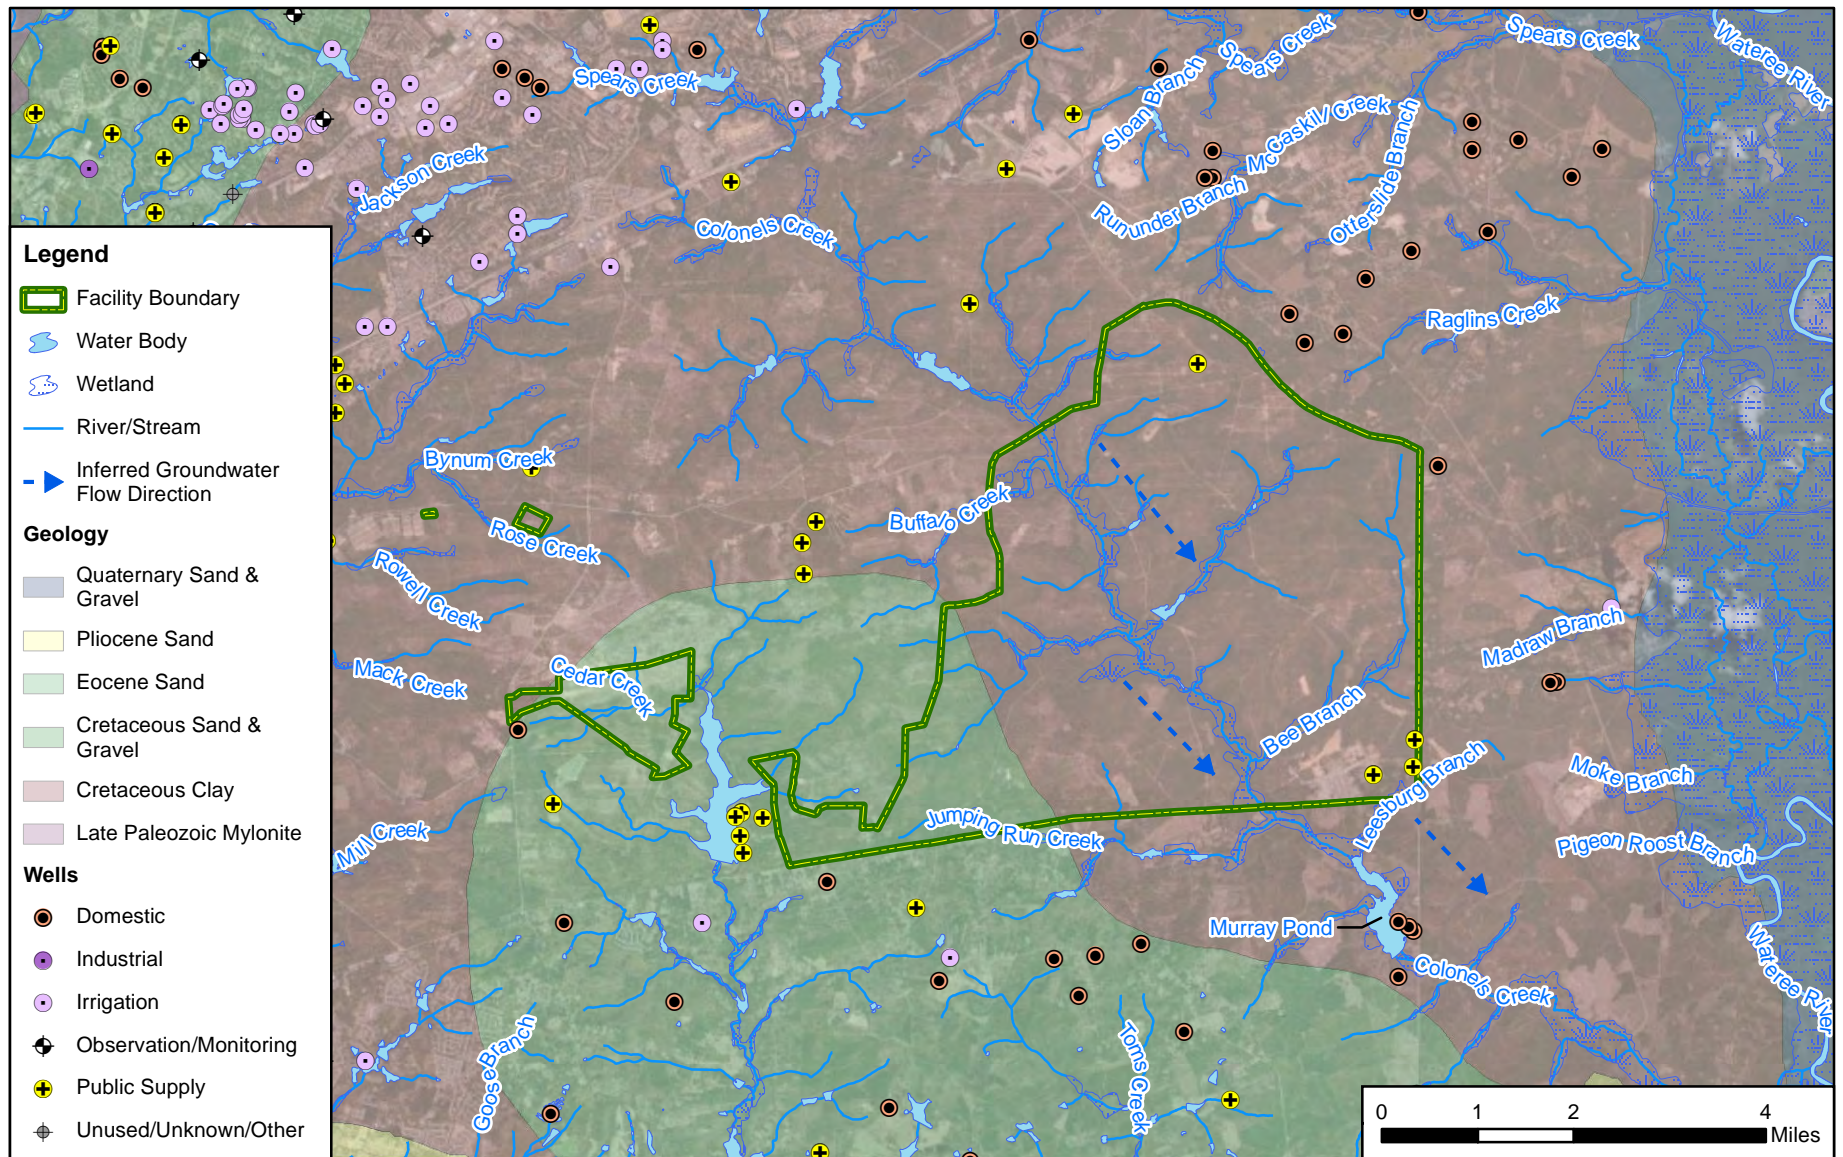 Spears Creek
Spears Creek
Spears Creek
Wateree River
Sloan Branch
McCaskill Creek
Otterslide Branch
Rununder Branch
Jackson Creek
Colonels Creek
Raglins Creek
Legend
Facility Boundary
Water Body
Wetland
River/Stream
Inferred Groundwater
Flow Direction
Geology
Quaternary Sand &
Gravel
Pliocene Sand
Eocene Sand
Cretaceous Sand &
Gravel
Cretaceous Clay
Late Paleozoic Mylonite
Wells
Domestic
Industrial
Irrigation
Observation/Monitoring
Public Supply
Unused/Unknown/Other
Bynum Creek
Buffalo Creek
Rose Creek
Rowell Creek
Mack Creek
Cedar Creek
Madraw Branch
Bee Branch
Moke Branch
Leesburg Branch
Mill Creek
Jumping Run Creek
Pigeon Roost Branch
Murray Pond
Colonels Creek
Wateree River
Goose Branch
Toms Creek
0 1 2 4
Miles